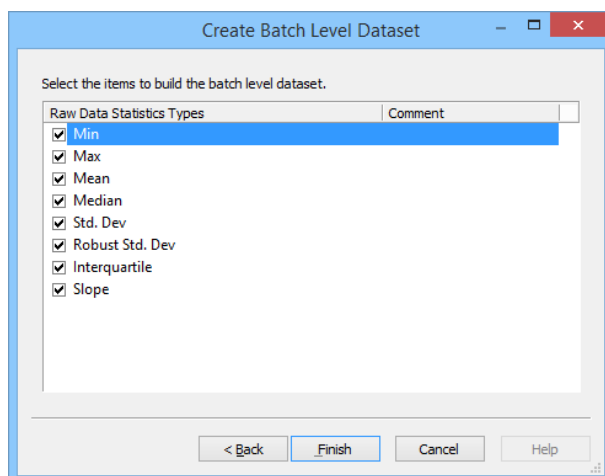 Create Batch Level Dataset
Select the items to build the batch level dataset.
Raw Data Statistics Types Comment
Min
Max
Mean
Median
Std. Dev
Robust Std. Dev
Interquartile
Slope
< Back Finish Cancel Help